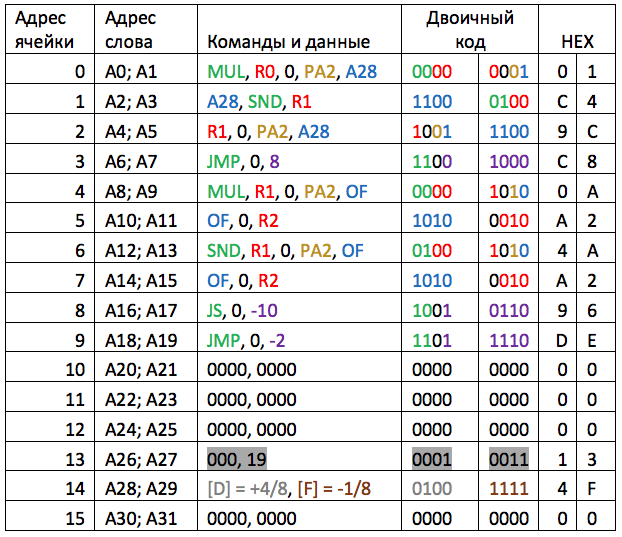 Адрес ячейки Адрес слова Команды и данные Двоичный код HEX
0 A0; A1 MUL, R0, 0, PA2, A28 0000 0001 0 1
1 A2; A3 A28, SND, R1 1100 0100 C 4
2 A4; A5 R1, 0, PA2, A28 1001 1100 9 C
3 A6; A7 JMP, 0, 8 1100 1000 C 8
4 A8; A9 MUL, R1, 0, PA2, OF 0000 1010 0 A
5 A10; A11 OF, 0, R2 1010 0010 A 2
6 A12; A13 SND, R1, 0, PA2, OF 0100 1010 4 A
7 A14; A15 OF, 0, R2 1010 0010 A 2
8 A16; A17 JS, 0, -10 1001 0110 9 6
9 A18; A19 JMP, 0, -2 1101 1110 D E
10 A20; A21 0000, 0000 0000 0000 0 0
11 A22; A23 0000, 0000 0000 0000 0 0
12 A24; A25 0000, 0000 0000 0000 0 0
13 A26; A27 000, 19 0001 0011 1 3
14 A28; A29 [D] = +4/8, [F] = -1/8 0100 1111 4 F
15 A30; A31 0000, 0000 0000 0000 0 0